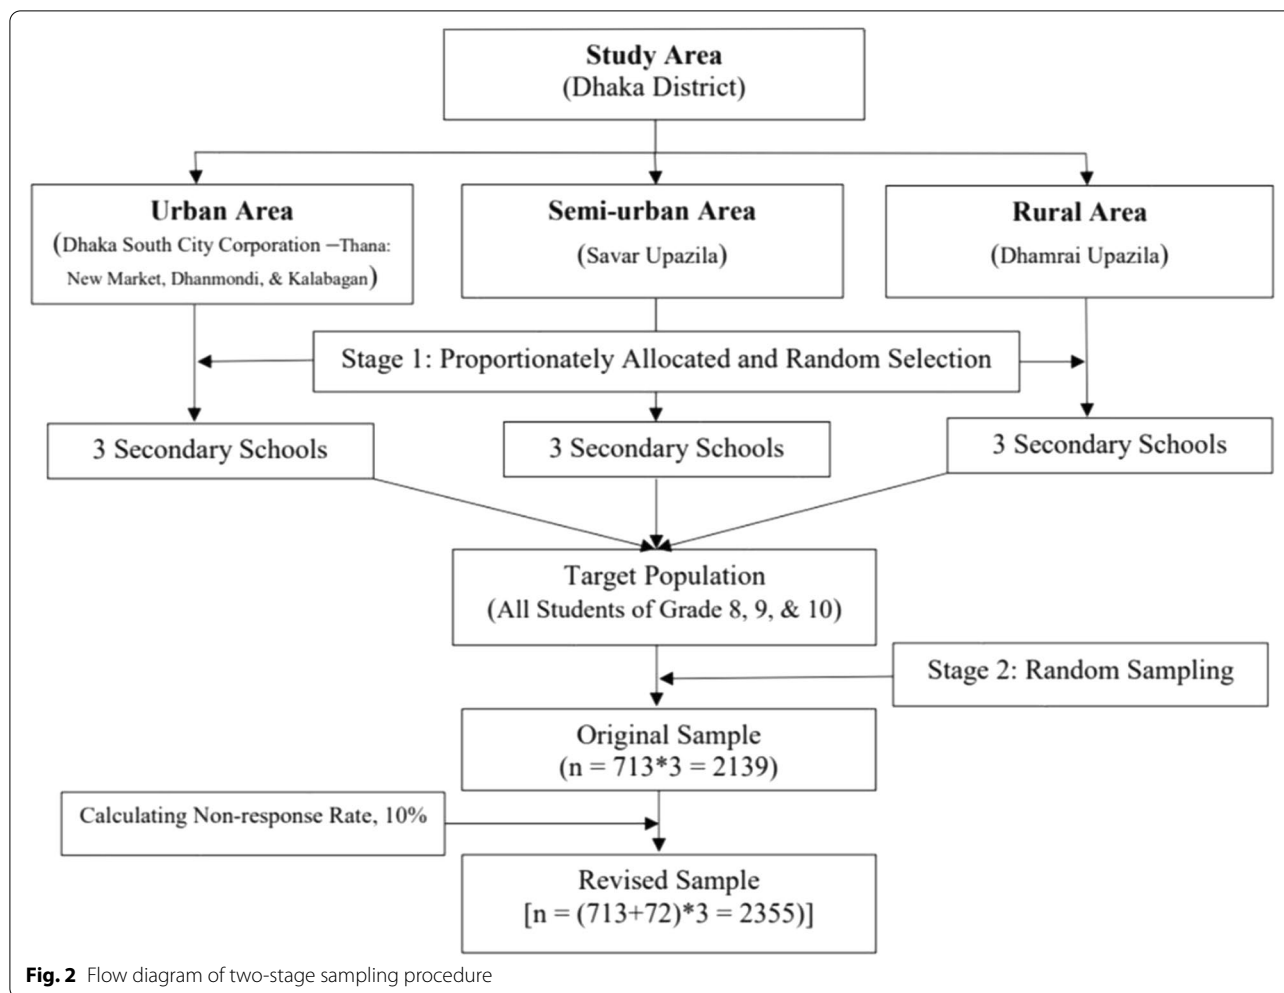 Study Area
(Dhaka District)
Urban Area
(Dhaka South City Corporation –Thana:
New Market, Dhanmondi, & Kalabagan)
Semi-urban Area
(Savar Upazila)
Rural Area
(Dhamrai Upazila)
Stage 1: Proportionately Allocated and Random Selection
3 Secondary Schools
3 Secondary Schools
3 Secondary Schools
Target Population
(All Students of Grade 8, 9, & 10)
Stage 2: Random Sampling
Original Sample
(n = 713*3 = 2139)
Calculating Non-response Rate, 10%
Revised Sample
[n = (713+72)*3 = 2355)]
Fig. 2 Flow diagram of two-stage sampling procedure